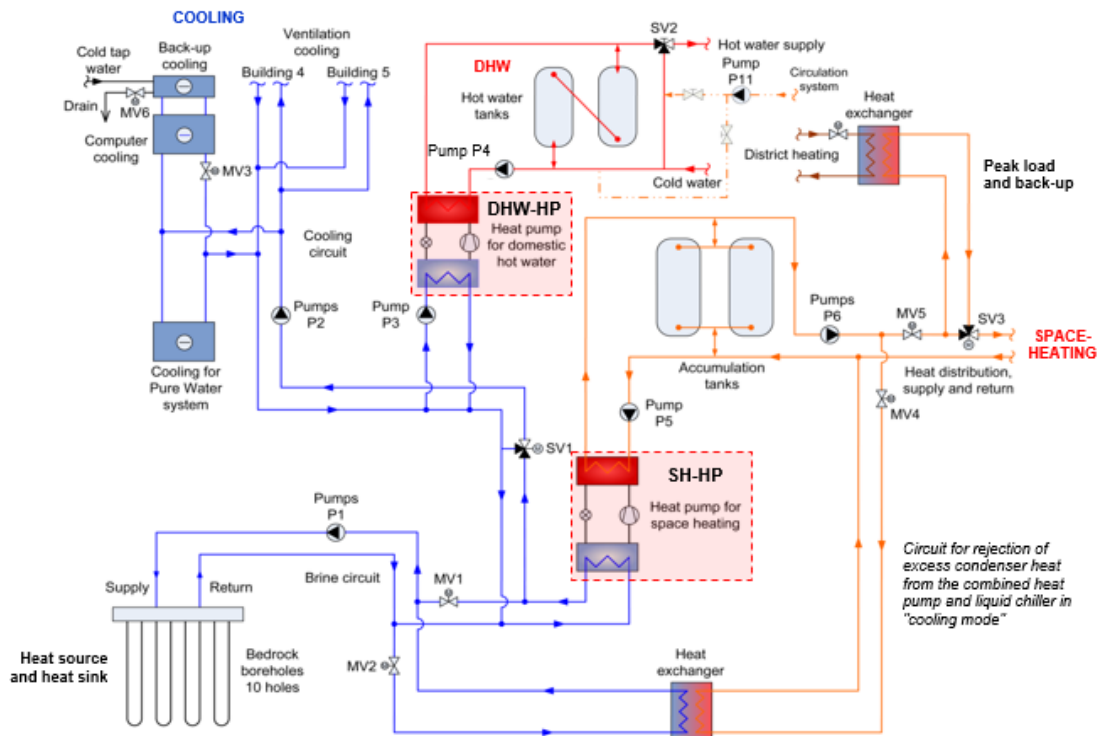 COOLING
Cold tap
water
Back-up
cooling
Ventilation
cooling
Building 4
Building 5
Drain
MV6
Computer
cooling
MV3
Cooling
circuit
Pumps
P2
Cooling for
Pure Water
system
DHW
Hot water
tanks
SV2
Hot water supply
Pump
P11
Circulation
system
Pump P4
Cold water
DHW-HP
Heat pump
for domestic
hot water
Pump
P3
Heat
exchanger
District heating
Peak load
and back-up
Pumps
P6
MV5
SV3
SPACE-
HEATING
Accumulation
tanks
Heat distribution,
supply and return
MV4
Pump
P5
SV1
M
SH-HP
Heat pump for
space heating
Pumps
P1
Supply
Return
Brine circuit
MV1
MV2
Heat source
and heat sink
Bedrock
boreholes
10 holes
Heat
exchanger
Circuit for rejection of
excess condenser heat
from the combined heat
pump and liquid chiller in
"cooling mode"